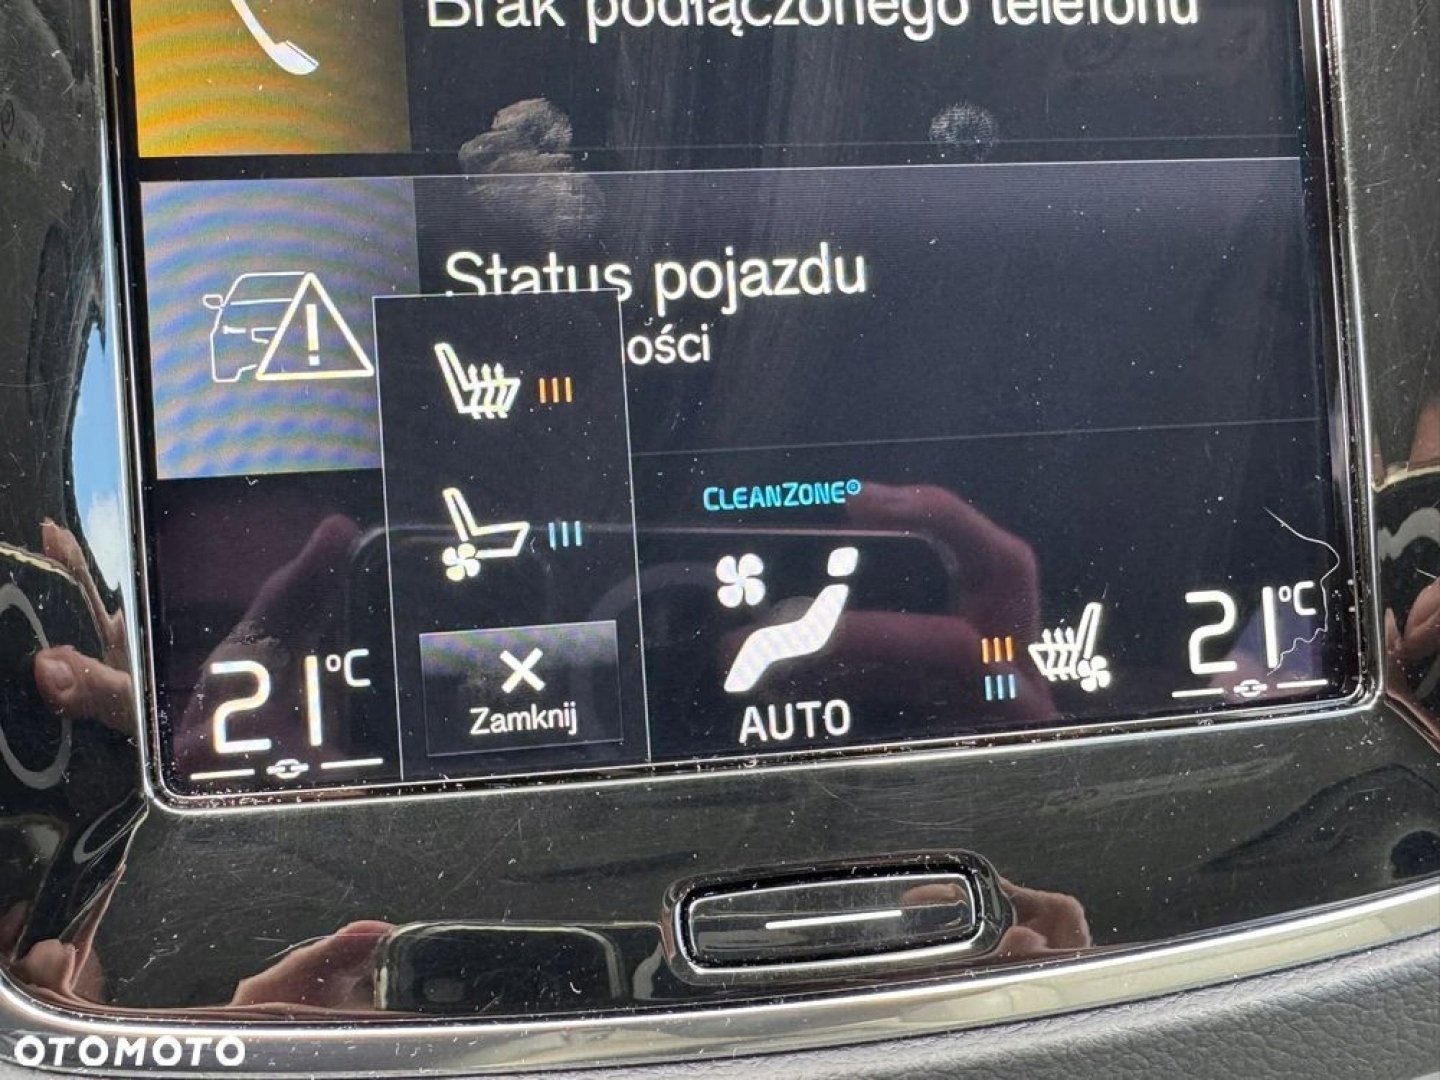 Brak podłączonego telefonu
Status pojazdu
ości
CLEANZONE
21°C
Zamknij
AUTO
21°C
OTOMOTO